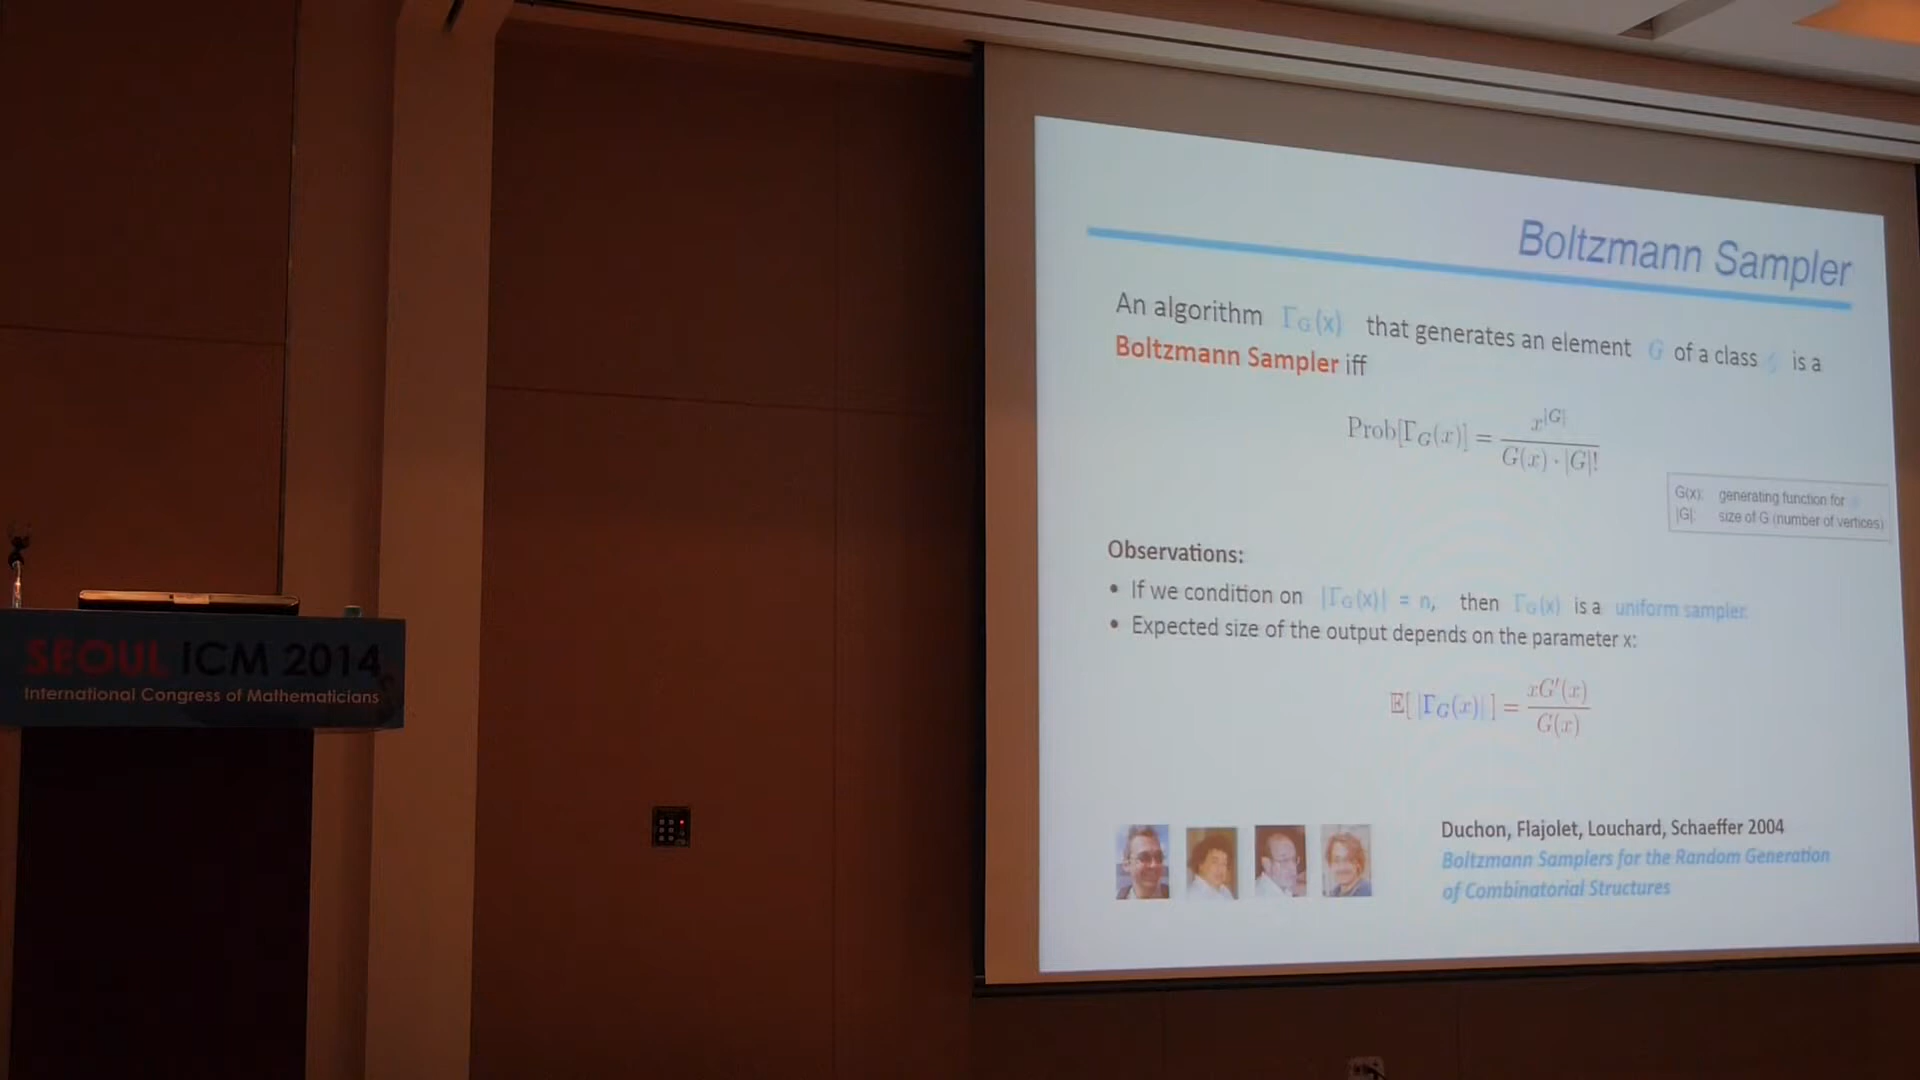 SEOUL ICM 2014
International Congress of Mathematicians
Boltzmann Sampler
An algorithm Γ_G(x) that generates an element G of a class is a
Boltzmann Sampler iff
Prob[Γ_G(x)] = x^|G| / G(x) · |G|!
G(x): generating function for
|G|: size of G (number of vertices)
Observations:
• If we condition on |Γ_G(x)| = n, then Γ_G(x) is a uniform sampler.
• Expected size of the output depends on the parameter x:
𝔼[ |Γ_G(x)| ] = xG′(x) / G(x)
Duchon, Flajolet, Louchard, Schaeffer 2004
Boltzmann Samplers for the Random Generation
of Combinatorial Structures